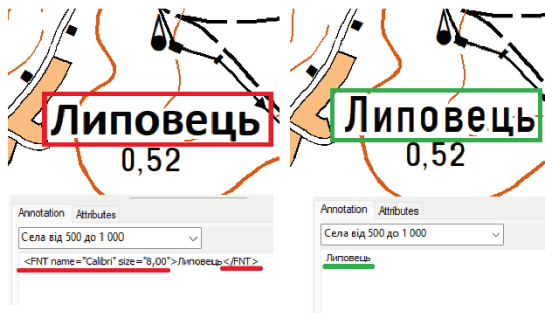 Липовець
0,52
Annotation Attributes
Села від 500 до 1 000
<FNT name="Calibri" size="8,00">Липовець</FNT>
Липовець
0,52
Annotation Attributes
Села від 500 до 1 000
Липовець